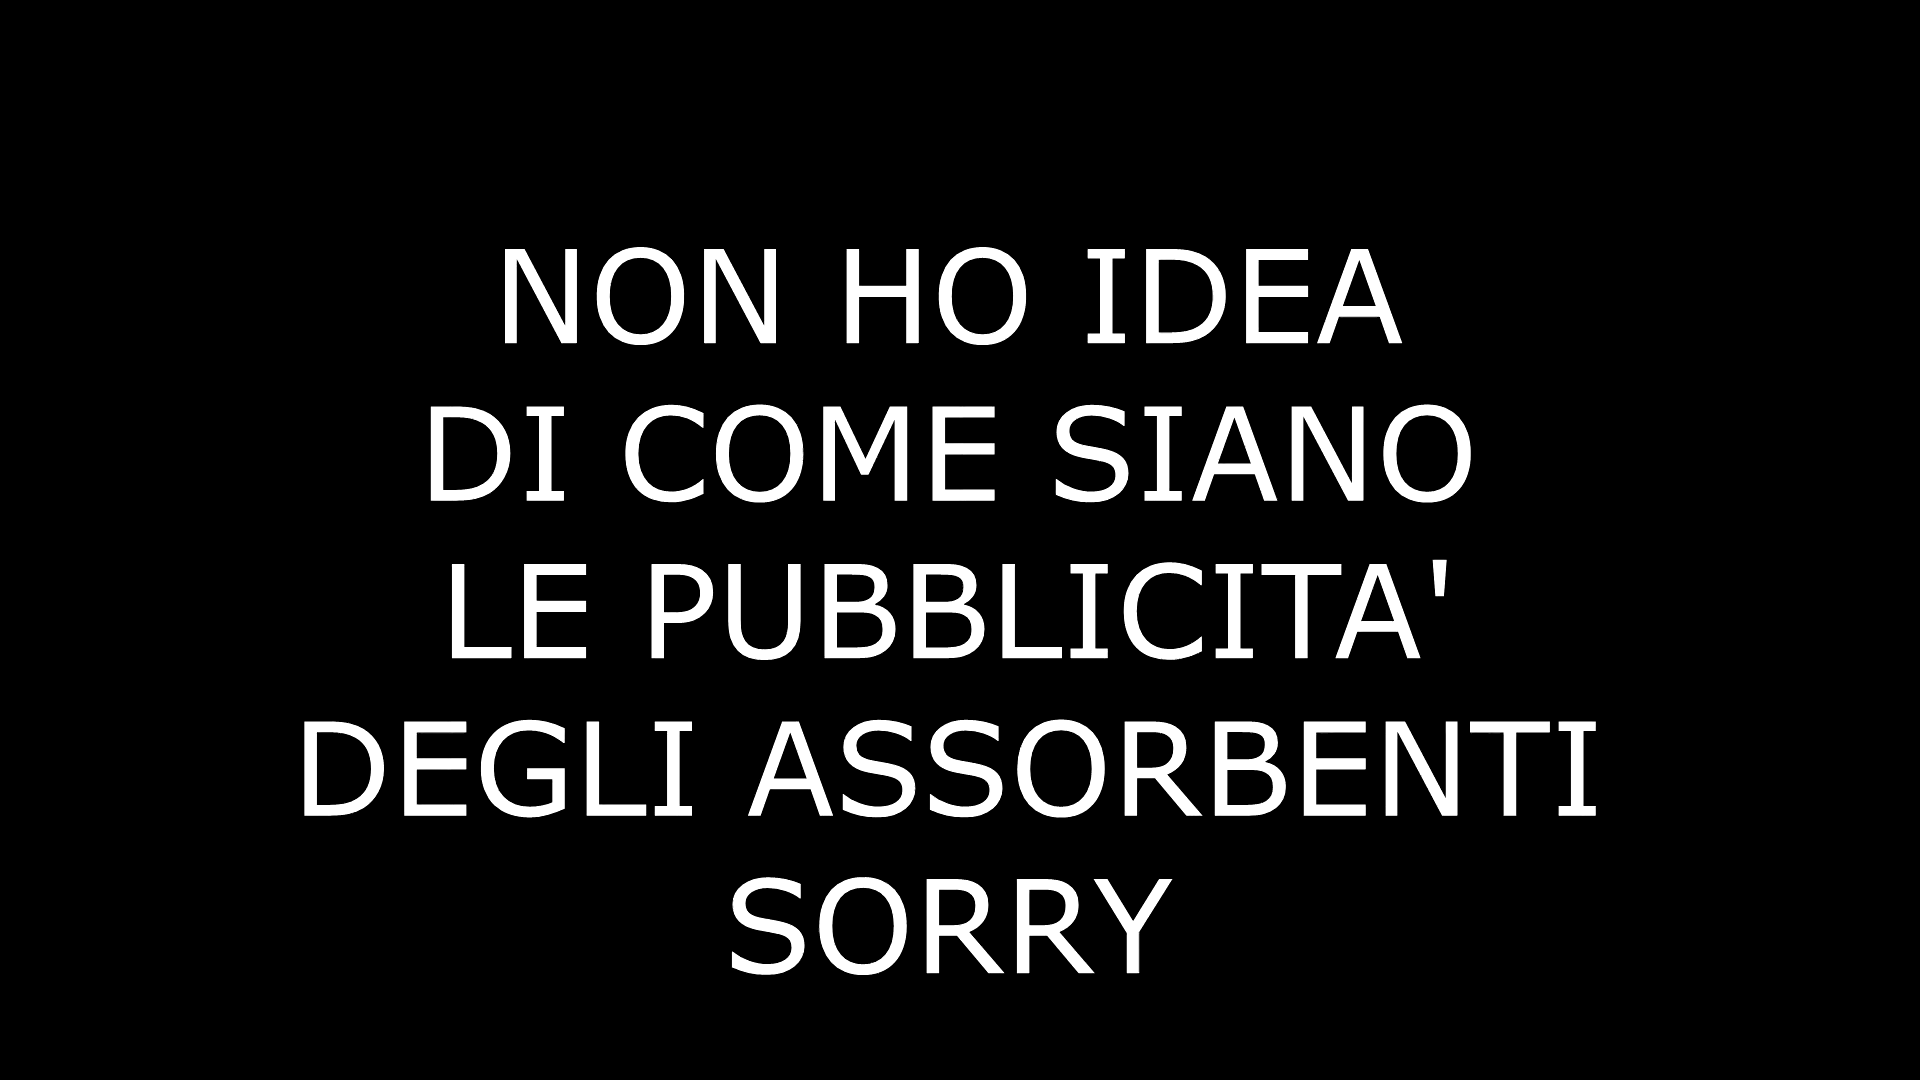 NON HO IDEA
DI COME SIANO
LE PUBBLICITA'
DEGLI ASSORBENTI
SORRY